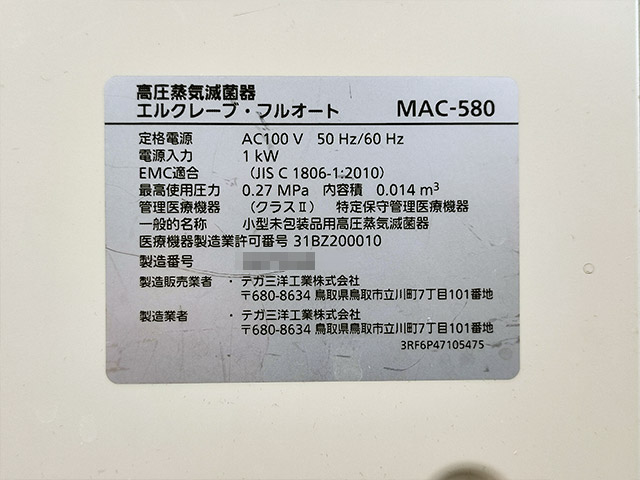 高圧蒸気滅菌器
エルクレーブ・フルオート MAC-580
定格電源 AC100 V 50 Hz/60 Hz
電源入力 1 kW
EMC適合 (JIS C 1806-1:2010)
最高使用圧力 0.27 MPa 内容積 0.014 m³
管理医療機器 (クラスⅡ) 特定保守管理医療機器
一般的名称 小型未包装品用高圧蒸気滅菌器
医療機器製造業許可番号 31BZ200010
製造番号
製造販売業者 ・テガ三洋工業株式会社
〒680-8634 鳥取県鳥取市立川町7丁目101番地
製造業者 ・テガ三洋工業株式会社
〒680-8634 鳥取県鳥取市立川町7丁目101番地
3RF6P47105475